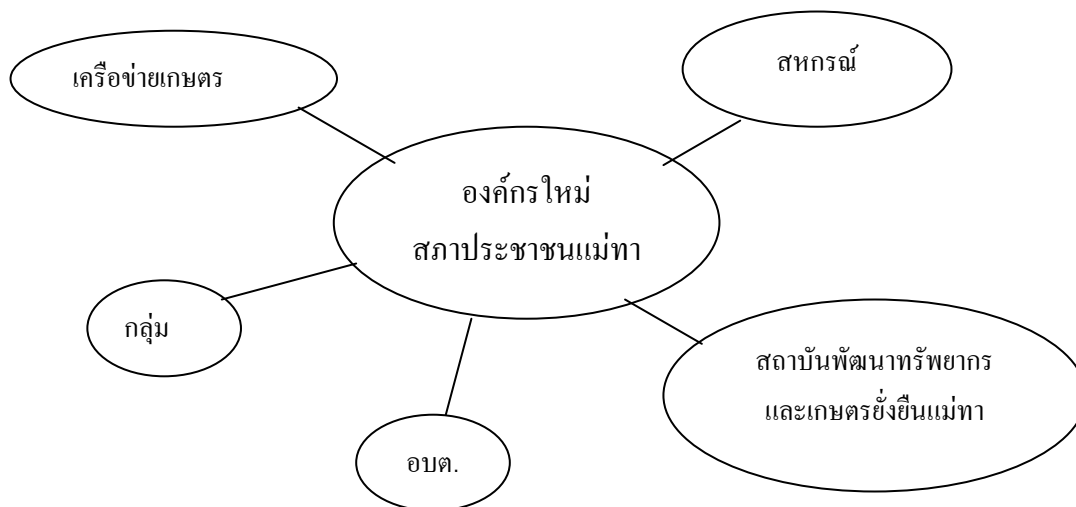 เครือข่ายเกษตร
สหกรณ์
องค์กรใหม่
สภาประชาชนแม่ทา
กลุ่ม
สถาบันพัฒนาทรัพยากร
และเกษตรยั่งยืนแม่ทา
อบต.